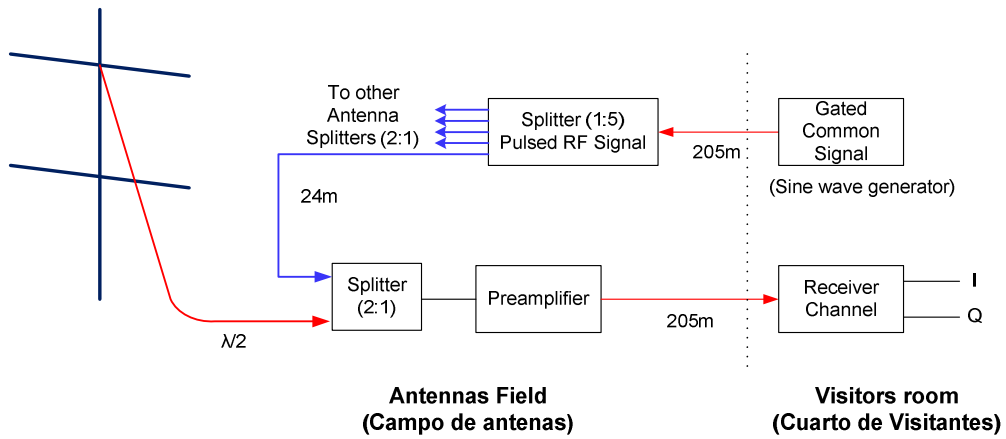 To other
Antenna
Splitters (2:1)
Splitter (1:5)
Pulsed RF Signal
205m
Gated
Common
Signal
(Sine wave generator)
24m
Splitter
(2:1)
Preamplifier
205m
Receiver
Channel
I
Q
λ/2
Antennas Field
(Campo de antenas)
Visitors room
(Cuarto de Visitantes)